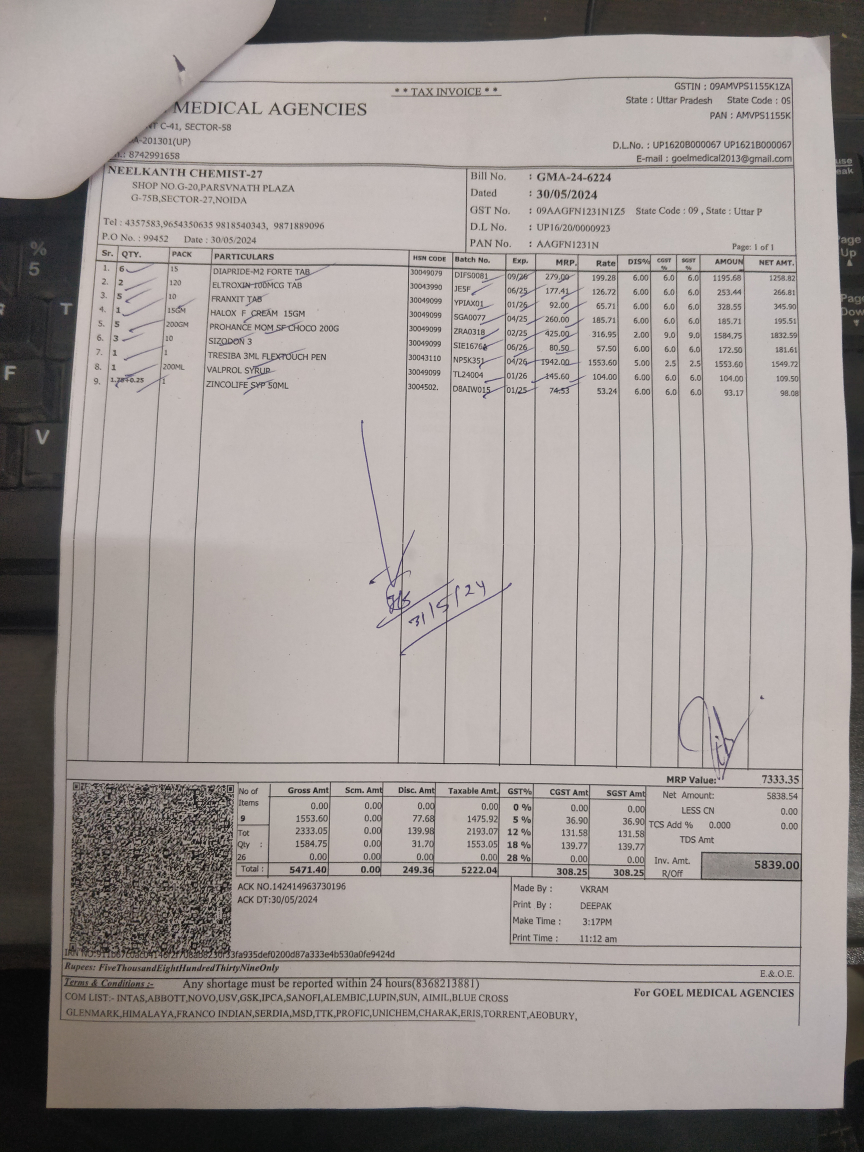 * * TAX INVOICE * *
GSTIN : 09AMVPS1155K1ZA
State : Uttar Pradesh State Code : 09
PAN : AMVPS1155K
MEDICAL AGENCIES
C-41, SECTOR-58
A-201301(UP)
8742991658
D.L.No. : UP1620B000067 UP1621B000067
E-mail : goelmedical2013@gmail.com
NEELKANTH CHEMIST-27
SHOP NO.G-20,PARSVNATH PLAZA
G-75B,SECTOR-27,NOIDA
Tel : 4357583,9654350635 9818540343, 9871889096
P.O No. : 99452 Date : 30/05/2024
Bill No. : GMA-24-6224
Dated : 30/05/2024
GST No. : 09AAGFN1231N1Z5 State Code : 09 , State : Uttar P
D.L No. : UP16/20/0000923
PAN No. : AAGFN1231N Page: 1 of 1
Sr. QTY. PACK PARTICULARS HSN CODE Batch No. Exp. MRP. Rate DIS% CGST % SGST % AMOUN NET AMT.
1. 6 15 DIAPRIDE-M2 FORTE TAB 30049079 DIFS0081 09/26 279.00 199.28 6.00 6.0 6.0 1195.68 1258.82
2. 2 120 ELTROXIN 100MCG TAB 30043990 JE5F 06/25 177.41 126.72 6.00 6.0 6.0 253.44 266.81
3. 5 10 FRANXIT TAB 30049099 YPIAX01 01/26 92.00 65.71 6.00 6.0 6.0 328.55 345.90
4. 1 15GM HALOX F CREAM 15GM 30049099 SGA0077 04/25 260.00 185.71 6.00 6.0 6.0 185.71 195.51
5. 5 200GM PROHANCE MOM SF CHOCO 200G 30049099 ZRA0318 02/25 425.00 316.95 2.00 9.0 9.0 1584.75 1832.59
6. 3 10 SIZODON 3 30049099 SIE1676A 06/26 80.50 57.50 6.00 6.0 6.0 172.50 181.61
7. 1 1 TRESIBA 3ML FLEXTOUCH PEN 30043110 NP5K351 04/26 1942.00 1553.60 5.00 2.5 2.5 1553.60 1549.72
8. 1 200ML VALPROL SYRUP 30049099 TL24004 01/26 145.60 104.00 6.00 6.0 6.0 104.00 109.50
9. 1.75+0.25 1 ZINCOLIFE SYP 50ML 3004502. D8AIW015 01/25 74.53 53.24 6.00 6.0 6.0 93.17 98.08
31/5/24
MRP Value: 7333.35
No of Items 9 Tot Qty : 26
Gross Amt Scm. Amt Disc. Amt Taxable Amt. GST% CGST Amt SGST Amt
0.00 0.00 0.00 0.00 0 % 0.00 0.00
1553.60 0.00 77.68 1475.92 5 % 36.90 36.90
2333.05 0.00 139.98 2193.07 12 % 131.58 131.58
1584.75 0.00 31.70 1553.05 18 % 139.77 139.77
0.00 0.00 0.00 0.00 28 % 0.00 0.00
Total : 5471.40 0.00 249.36 5222.04 308.25 308.25
Net Amount: 5838.54
LESS CN 0.00
TCS Add % 0.000 0.00
TDS Amt
Inv. Amt. 5839.00
R/Off
ACK NO.142414963730196
ACK DT:30/05/2024
Made By : VKRAM
Print By : DEEPAK
Make Time : 3:17PM
Print Time : 11:12 am
Rupees: FiveThousandEightHundredThirtyNineOnly
E.& O.E.
Terms & Conditions :- Any shortage must be reported within 24 hours(8368213881)
COM LIST:- INTAS,ABBOTT,NOVO,USV,GSK,IPCA,SANOFI,ALEMBIC,LUPIN,SUN, AIMIL,BLUE CROSS
GLENMARK,HIMALAYA,FRANCO INDIAN,SERDIA,MSD,TTK,PROFIC,UNICHEM,CHARAK,ERIS,TORRENT,AEOBURY,
For GOEL MEDICAL AGENCIES